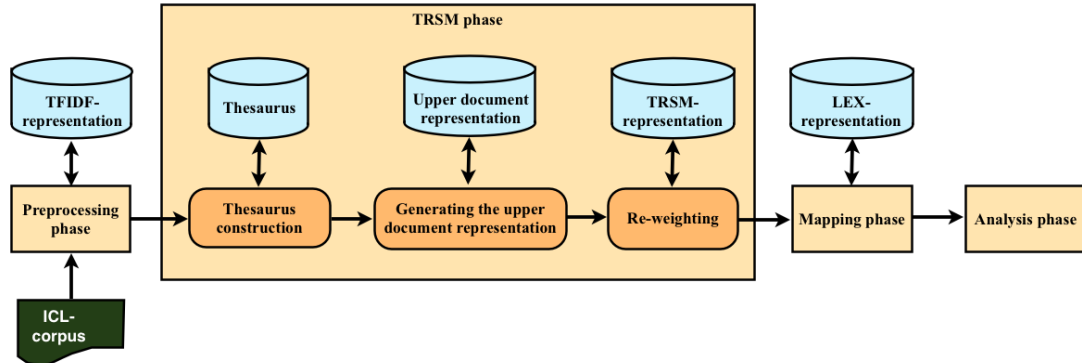 TRSM phase
TFIDF-
representation
Thesaurus
Upper document
representation
TRSM-
representation
LEX-
representation
Preprocessing
phase
Thesaurus
construction
Generating the upper
document representation
Re-weighting
Mapping phase
Analysis phase
ICL-
corpus